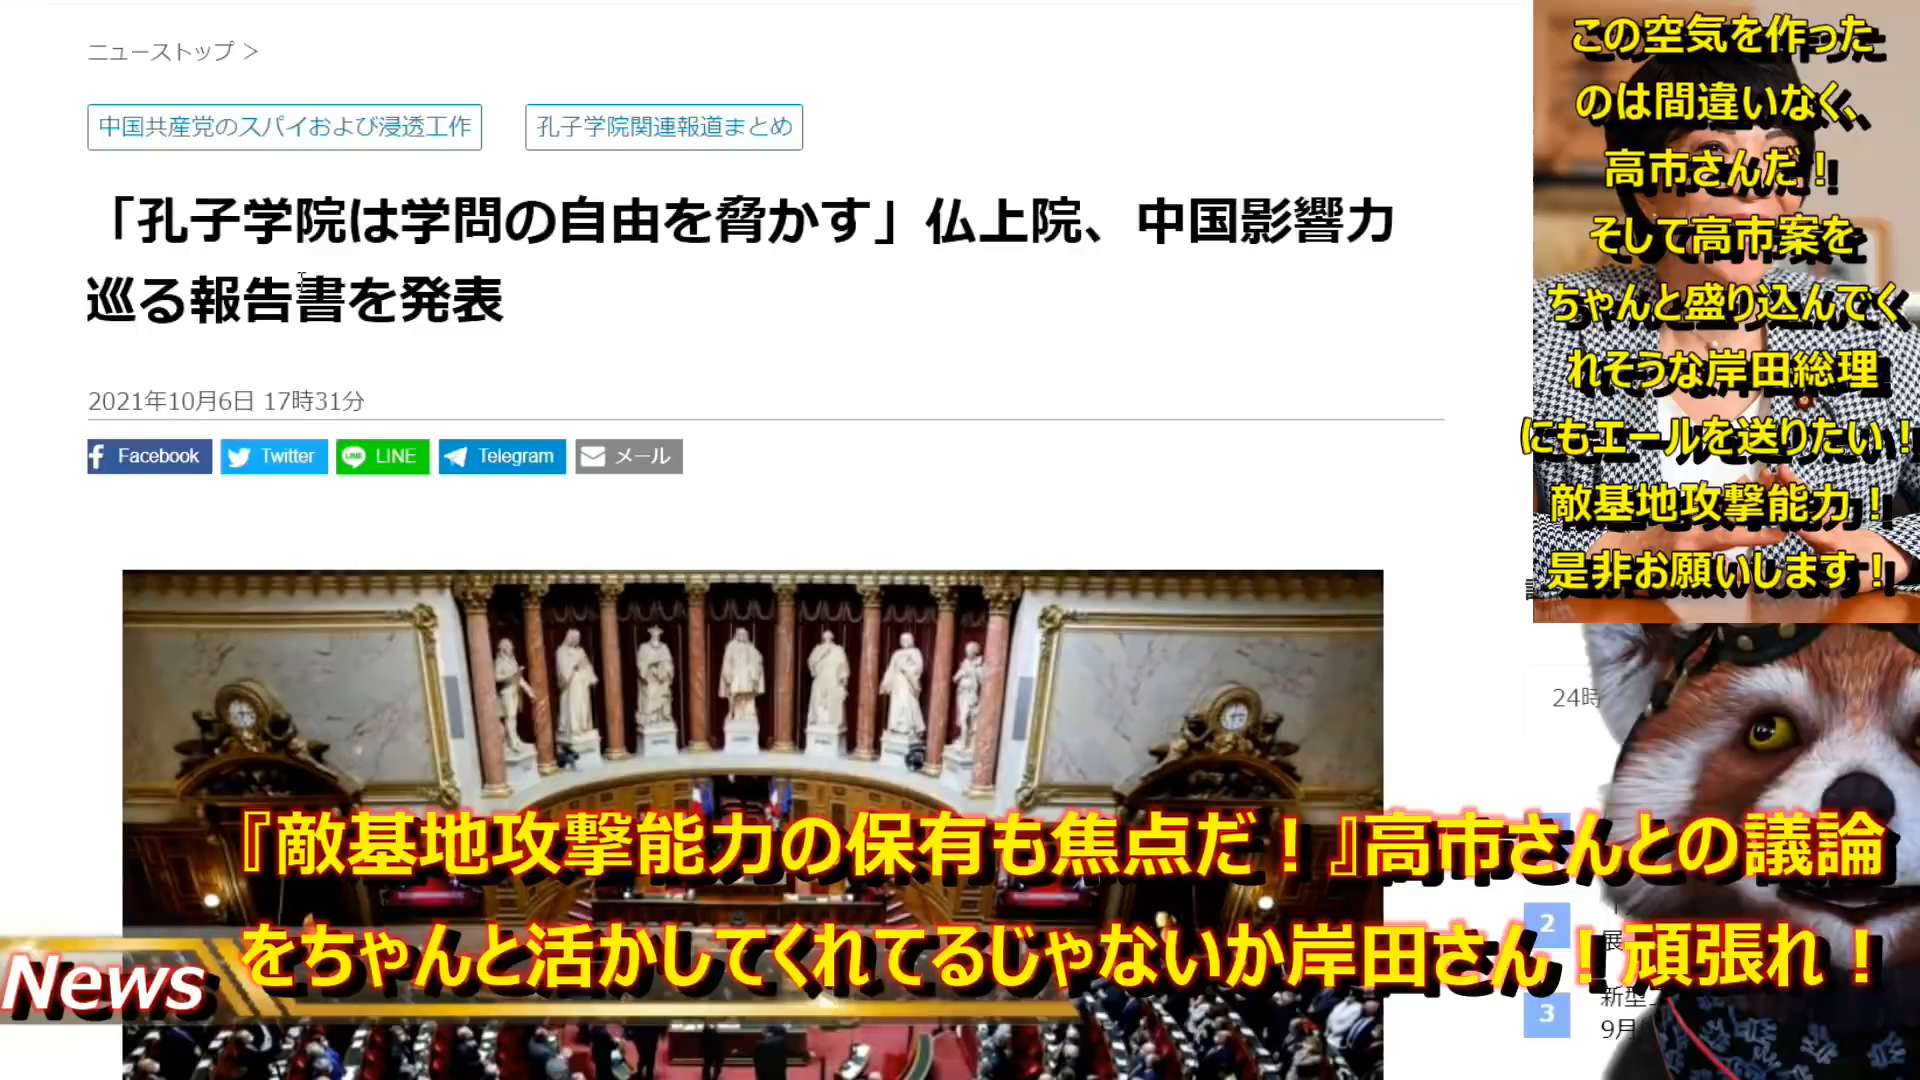 ニューストップ >
中国共産党のスパイおよび浸透工作
孔子学院関連報道まとめ
「孔子学院は学問の自由を脅かす」仏上院、中国影響力
巡る報告書を発表
2021年10月6日 17時31分
Facebook
Twitter
LINE
Telegram
メール
この空気を作った
のは間違いなく、
高市さんだ！
そして高市案を
ちゃんと盛り込んでく
れそうな岸田総理
にもエールを送りたい！
敵基地攻撃能力！
是非お願いします！
24時
『敵基地攻撃能力の保有も焦点だ！』高市さんとの議論
をちゃんと活かしてくれてるじゃないか岸田さん！頑張れ！
News
2
展
3
新型コ
9月